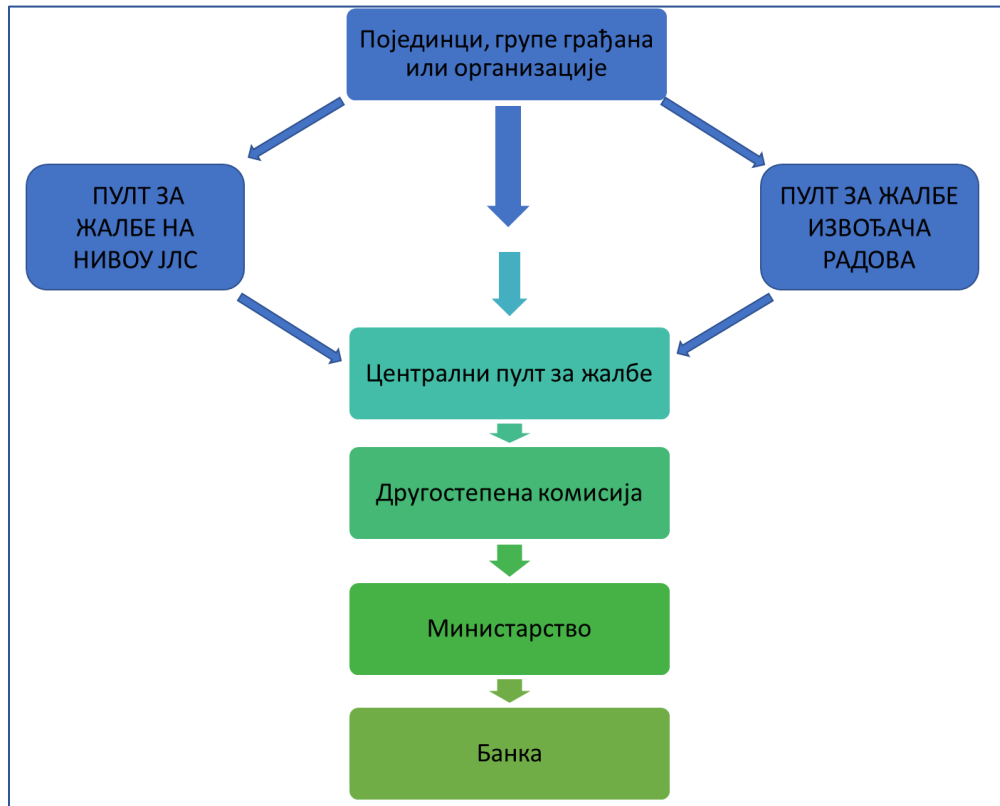 Појединци, групе грађана
или организације
ПУЛТ ЗА
ЖАЛБЕ НА
НИВОУ ЈЛС
ПУЛТ ЗА ЖАЛБЕ
ИЗВОЂАЧА
РАДОВА
Централни пулт за жалбе
Другостепена комисија
Министарство
Банка